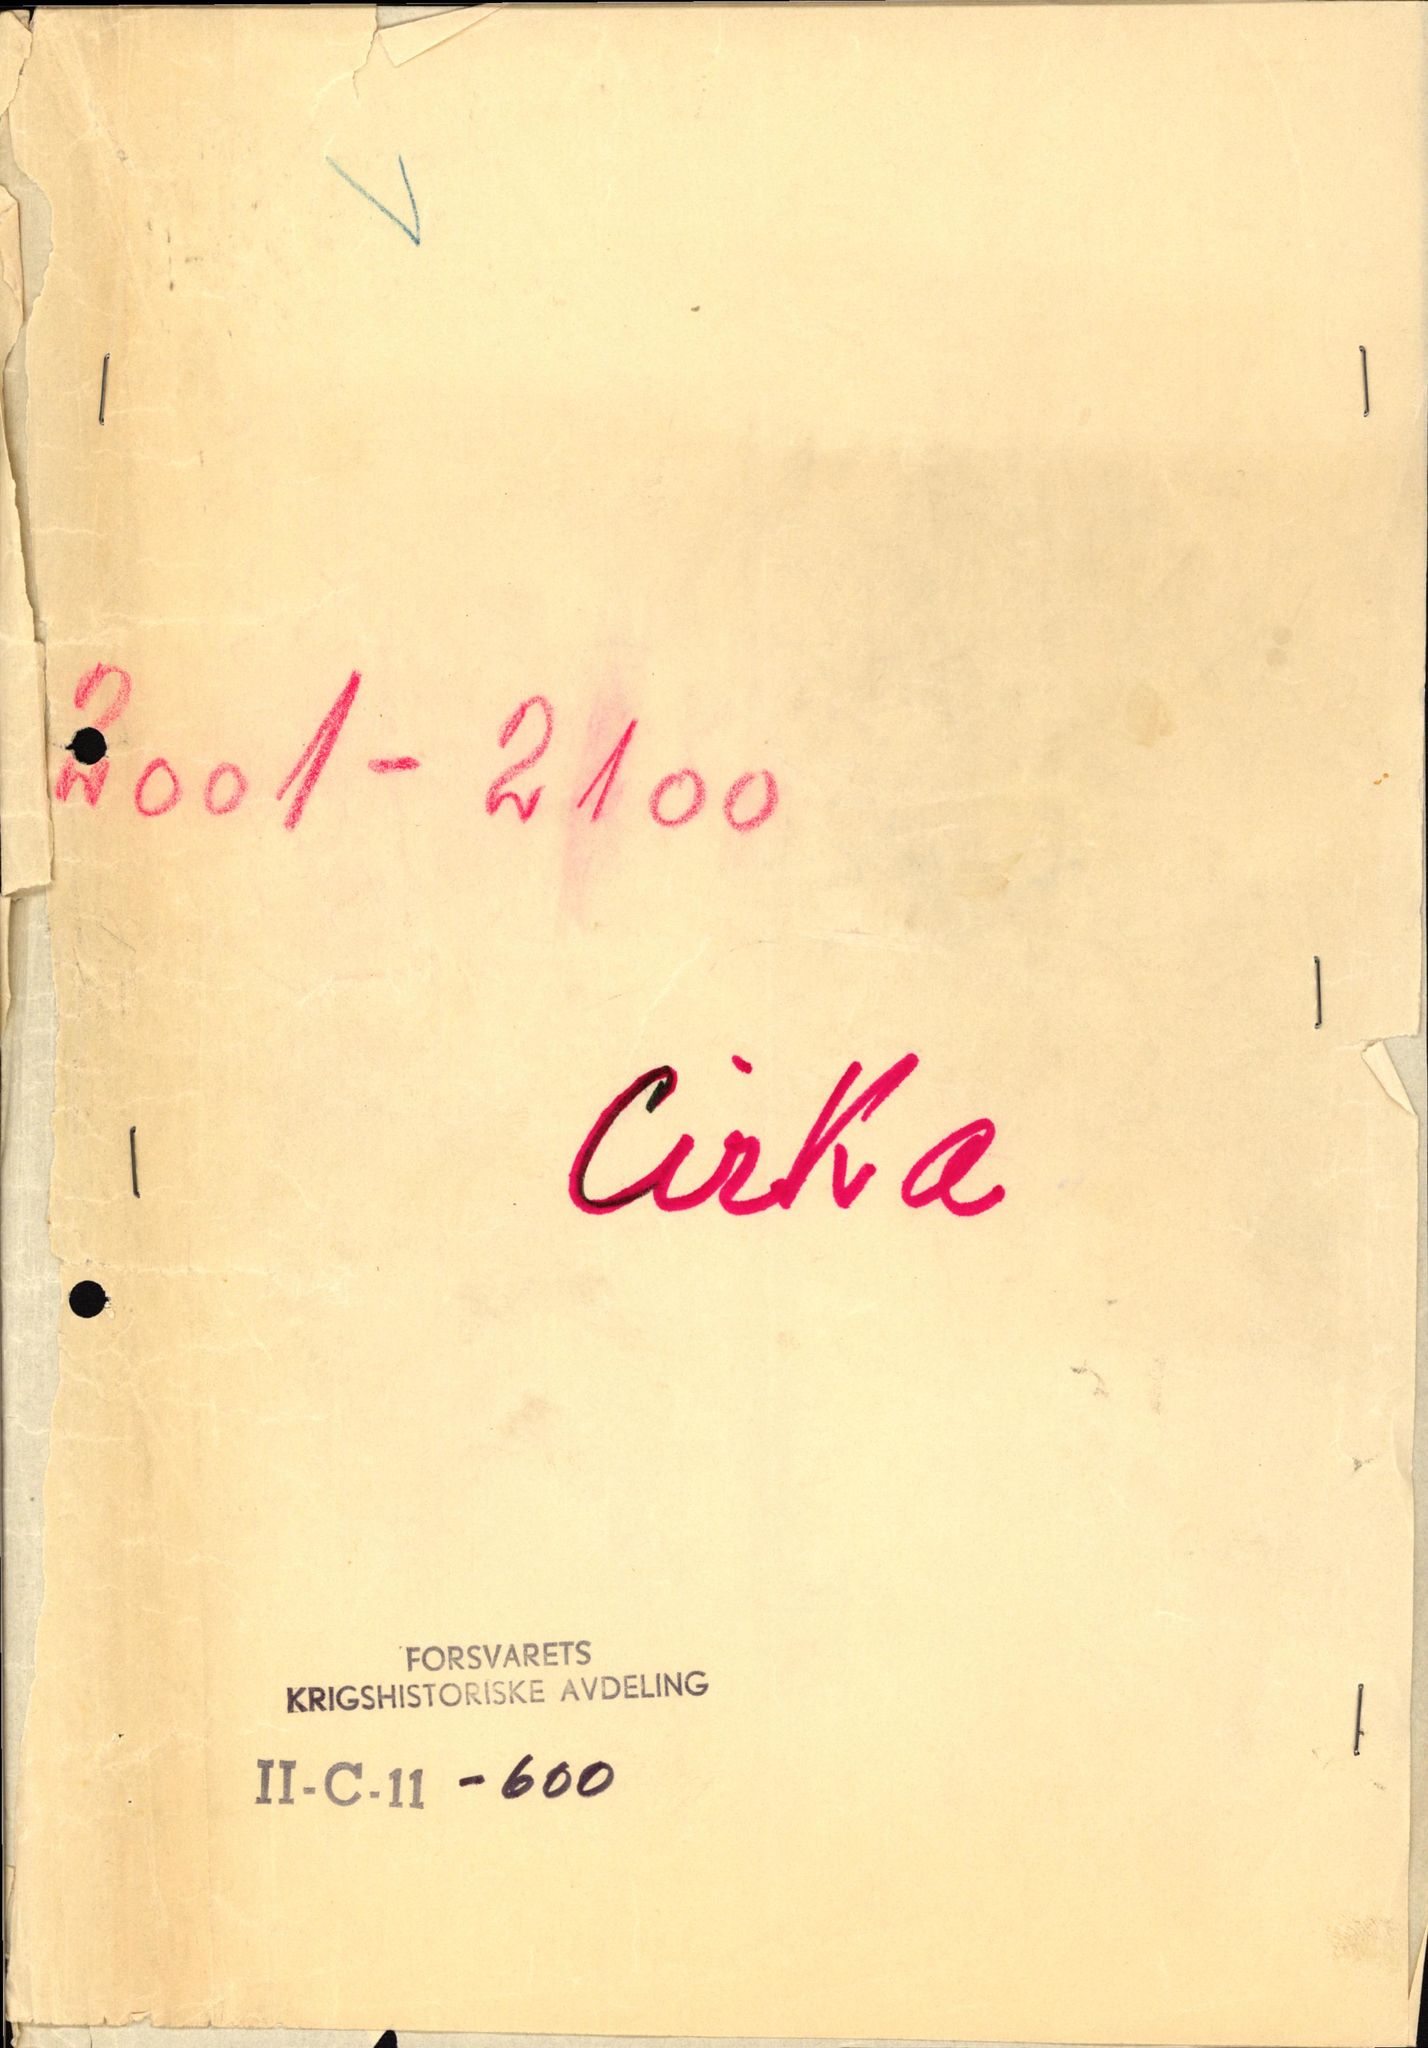 V
2001 - 2100
Cirka
FORSVARETS
KRIGSHISTORISKE AVDELING
II-C-11 -600